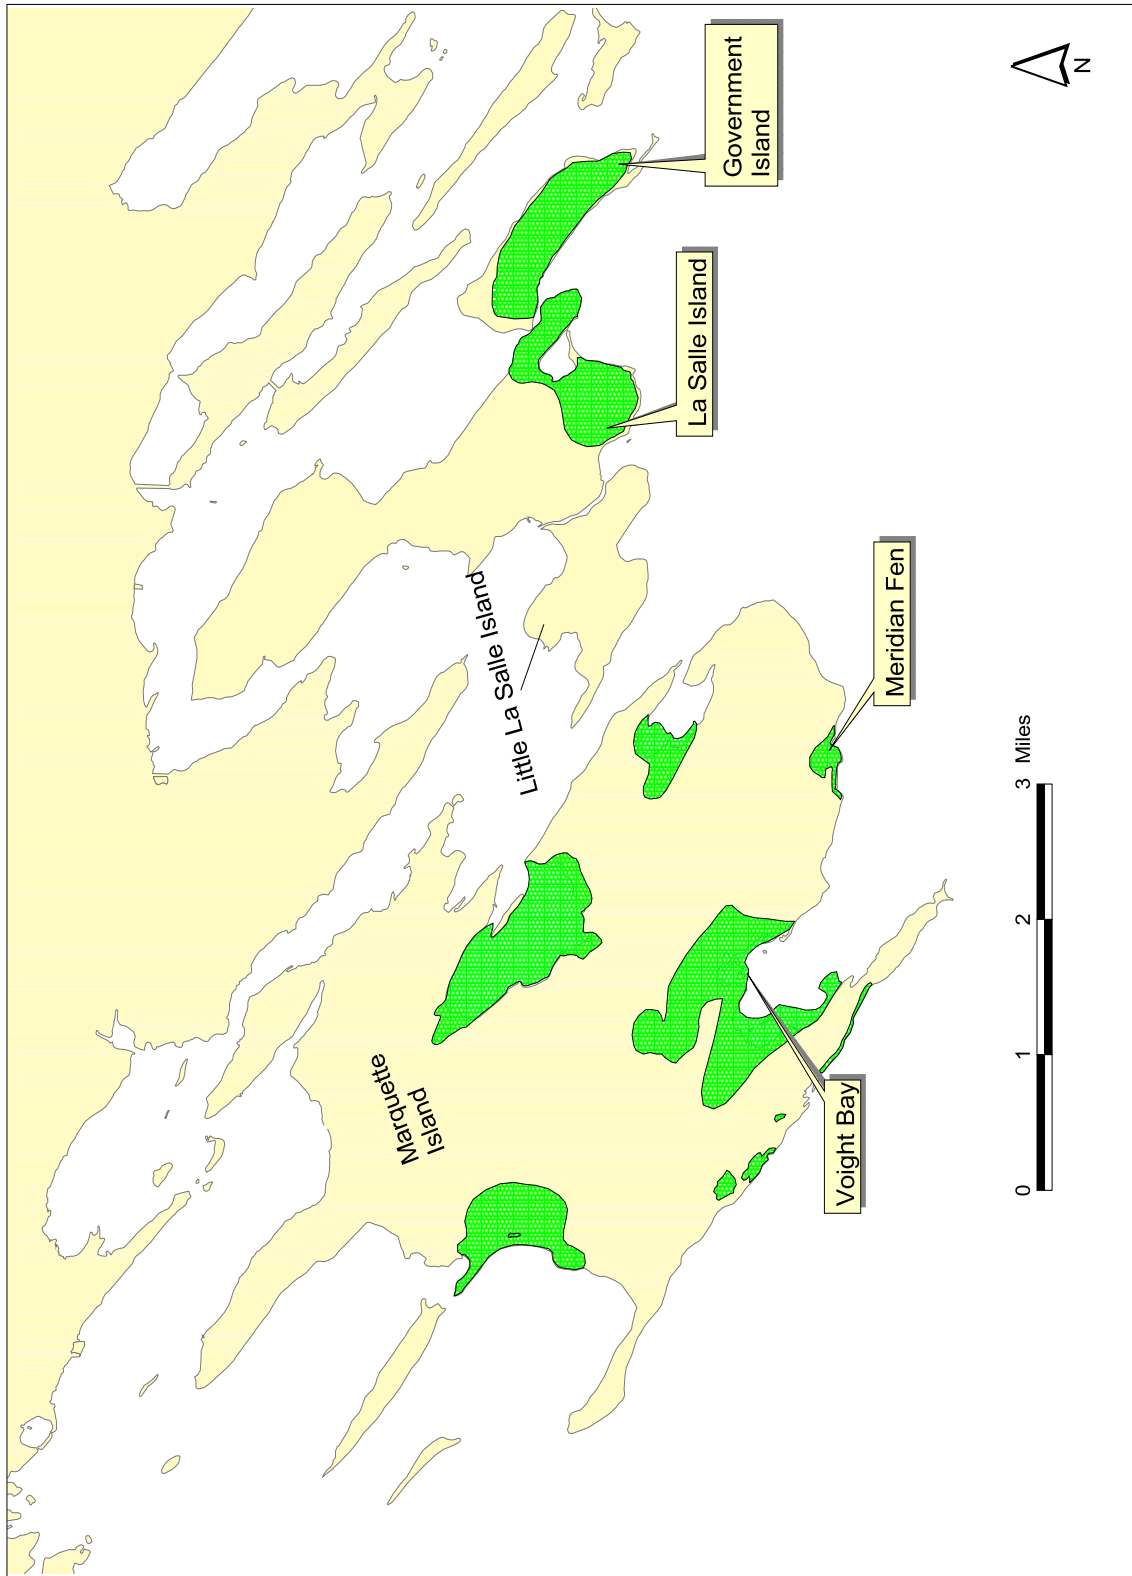 Government
Island
La Salle Island
Little La Salle Island
Meridian Fen
Marquette
Island
Voight Bay
0 1 2 3 Miles
N